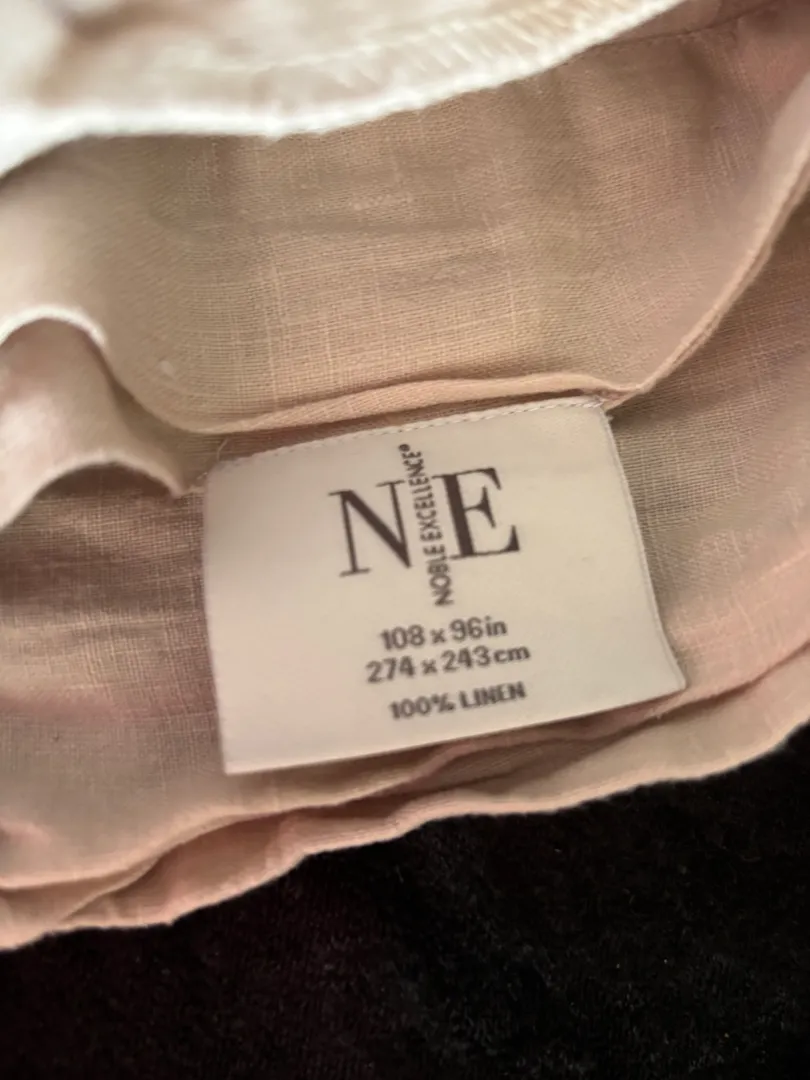 NE
NOBLE EXCELLENCE®
108 x 96in
274 x 243cm
100% LINEN